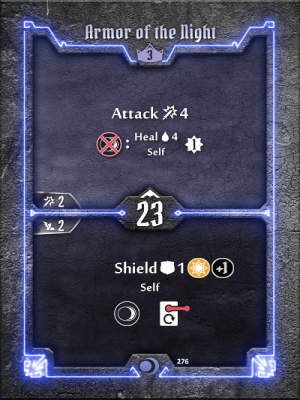 Armor of the Night
3
Attack 4
: Heal 4 1
Self
2
23
2
Shield 1 +1
Self
276